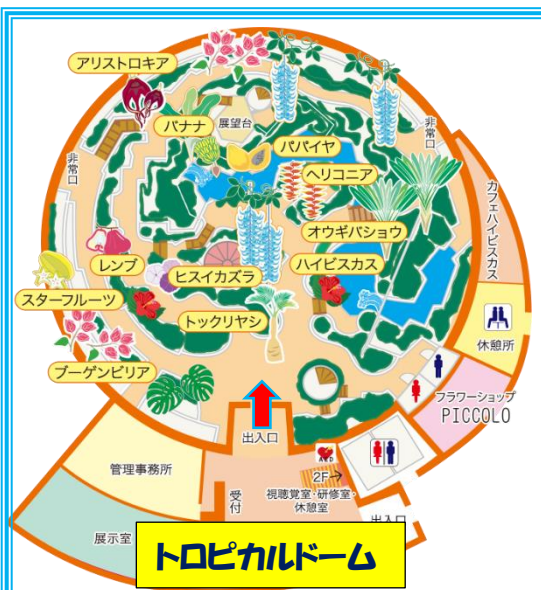 アリストロキア
バナナ
展望台
パパイヤ
非常口
非常口
ヘリコニア
オウギバショウ
カフェハイビスカス
レンブ
ヒスイカズラ
ハイビスカス
スターフルーツ
トックリヤシ
休憩所
ブーゲンビリア
フラワーショップ
PICCOLO
出入口
管理事務所
AED
2F→
視聴覚室・研修室・
休憩室
受付
出入口
展示室
トロピカルドーム